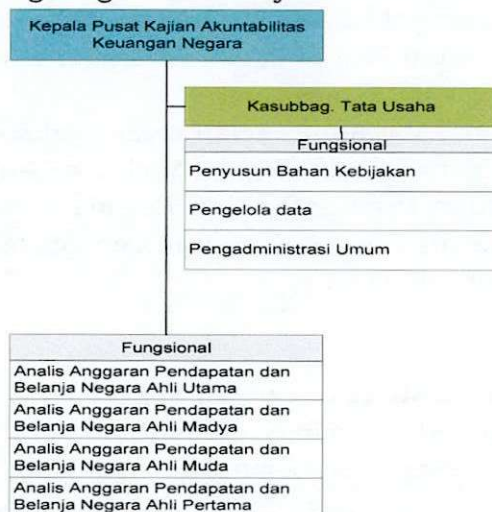 Kepala Pusat Kajian Akuntabilitas
Keuangan Negara
Kasubbag. Tata Usaha
Fungsional
Penyusun Bahan Kebijakan
Pengelola data
Pengadministrasi Umum
Fungsional
Analis Anggaran Pendapatan dan
Belanja Negara Ahli Utama
Analis Anggaran Pendapatan dan
Belanja Negara Ahli Madya
Analis Anggaran Pendapatan dan
Belanja Negara Ahli Muda
Analis Anggaran Pendapatan dan
Belanja Negara Ahli Pertama